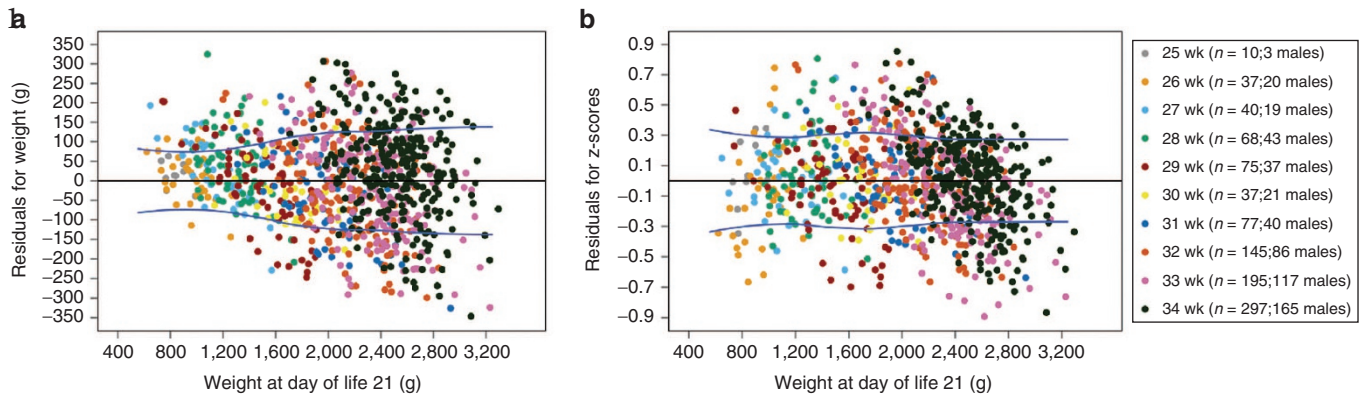 a
350
300
250
200
150
100
50
0
−50
−100
−150
−200
−250
−300
−350
Residuals for weight (g)
400 800 1,200 1,600 2,000 2,400 2,800 3,200
Weight at day of life 21 (g)
b
0.9
0.7
0.5
0.3
0.1
−0.1
−0.3
−0.5
−0.7
−0.9
Residuals for z-scores
400 800 1,200 1,600 2,000 2,400 2,800 3,200
Weight at day of life 21 (g)
25 wk (n = 10;3 males)
26 wk (n = 37;20 males)
27 wk (n = 40;19 males)
28 wk (n = 68;43 males)
29 wk (n = 75;37 males)
30 wk (n = 37;21 males)
31 wk (n = 77;40 males)
32 wk (n = 145;86 males)
33 wk (n = 195;117 males)
34 wk (n = 297;165 males)